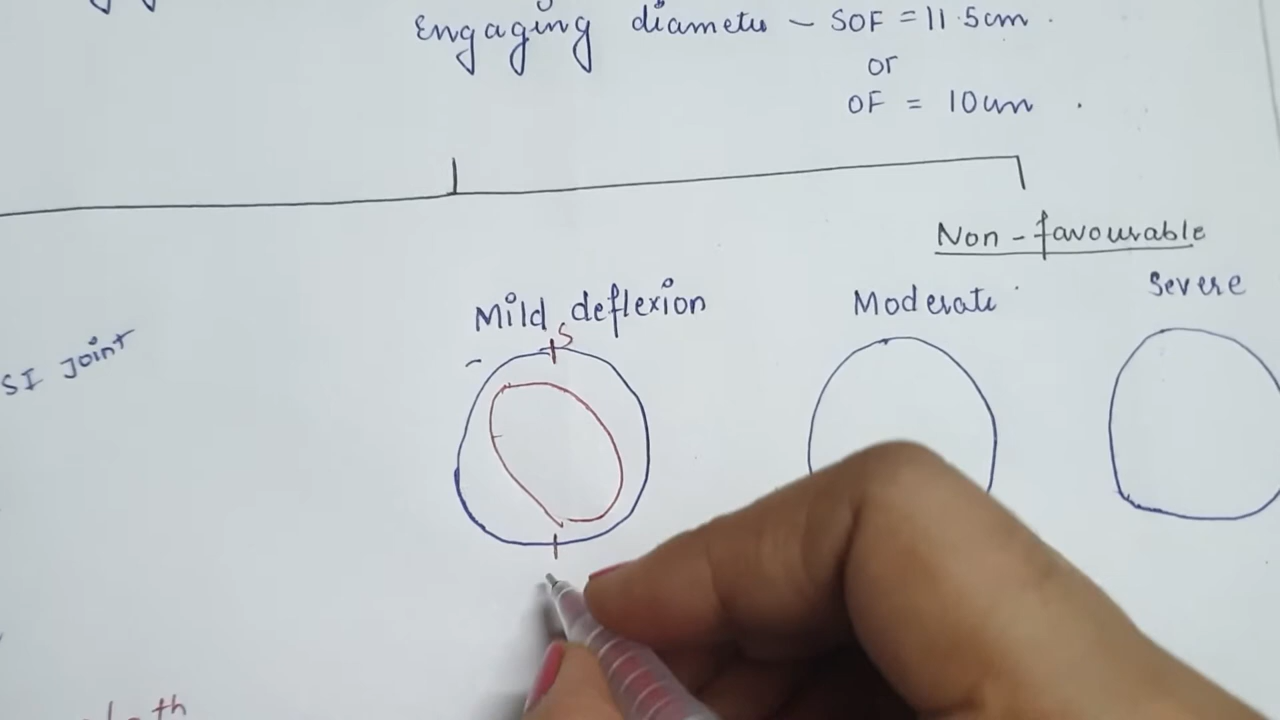 Engaging diameter – SOF = 11.5cm.
or
OF = 10cm.
Non-favourable
Mild deflexion
Moderate
Severe
S
SI joint